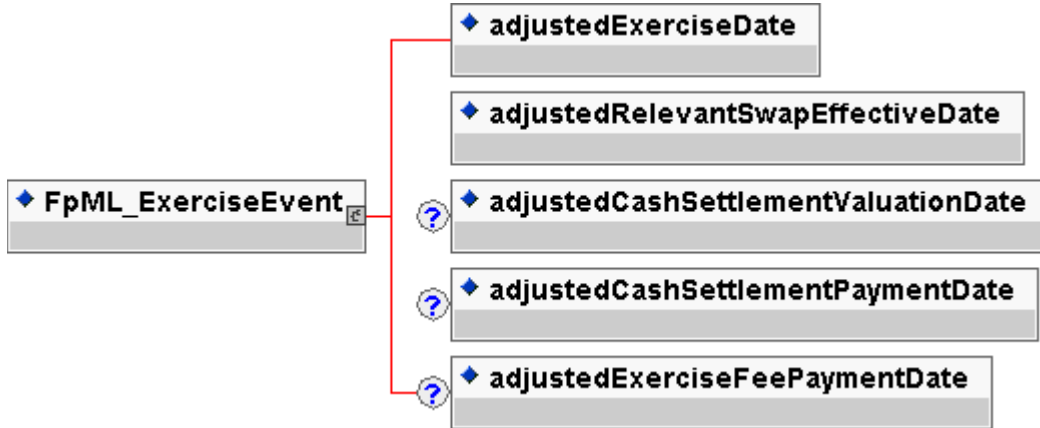 adjustedExerciseDate
adjustedRelevantSwapEffectiveDate
FpML_ExerciseEvent
? adjustedCashSettlementValuationDate
? adjustedCashSettlementPaymentDate
? adjustedExerciseFeePaymentDate